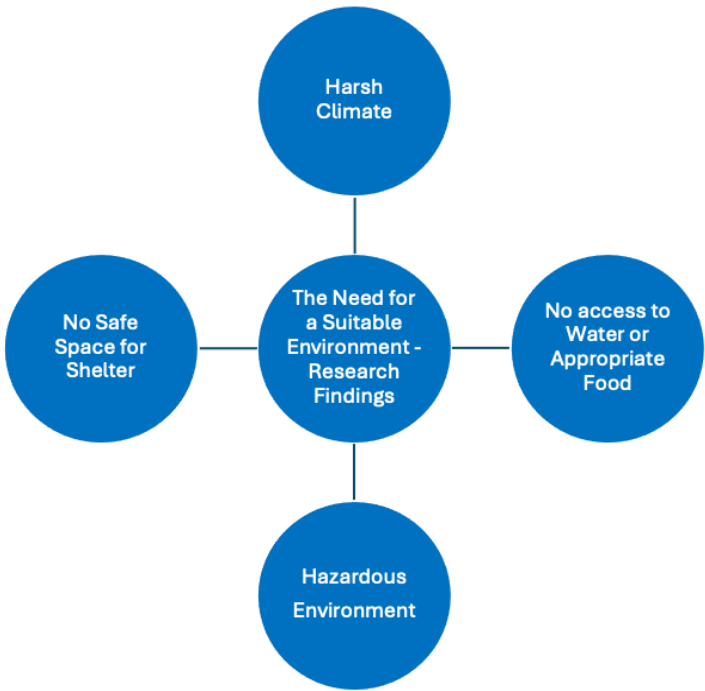 Harsh
Climate
No Safe
Space for
Shelter
The Need for
a Suitable
Environment -
Research
Findings
No access to
Water or
Appropriate
Food
Hazardous
Environment